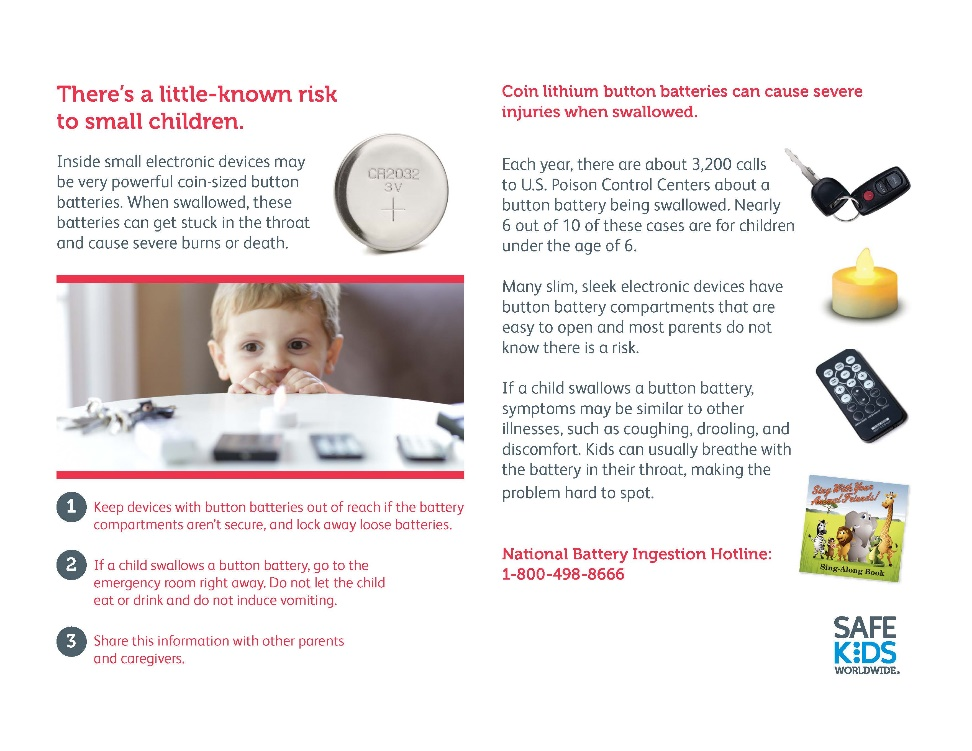 There's a little-known risk
to small children.
Inside small electronic devices may
be very powerful coin-sized button
batteries. When swallowed, these
batteries can get stuck in the throat
and cause severe burns or death.
CR2032
3V
+
1 Keep devices with button batteries out of reach if the battery
compartments aren't secure, and lock away loose batteries.
2 If a child swallows a button battery, go to the
emergency room right away. Do not let the child
eat or drink and do not induce vomiting.
3 Share this information with other parents
and caregivers.
Coin lithium button batteries can cause severe
injuries when swallowed.
Each year, there are about 3,200 calls
to U.S. Poison Control Centers about a
button battery being swallowed. Nearly
6 out of 10 of these cases are for children
under the age of 6.
Many slim, sleek electronic devices have
button battery compartments that are
easy to open and most parents do not
know there is a risk.
If a child swallows a button battery,
symptoms may be similar to other
illnesses, such as coughing, drooling, and
discomfort. Kids can usually breathe with
the battery in their throat, making the
problem hard to spot.
National Battery Ingestion Hotline:
1-800-498-8666
Sing With Your
Animal Friends!
Sing-Along Book
SAFE
KIDS
WORLDWIDE.